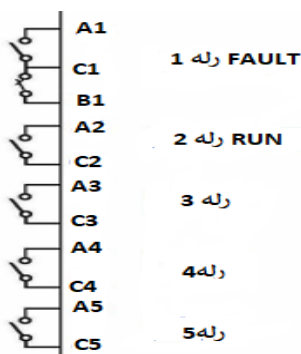 A1
C1
رله 1 FAULT
B1
A2
رله 2 RUN
C2
A3
رله 3
C3
A4
رله4
C4
A5
رله5
C5